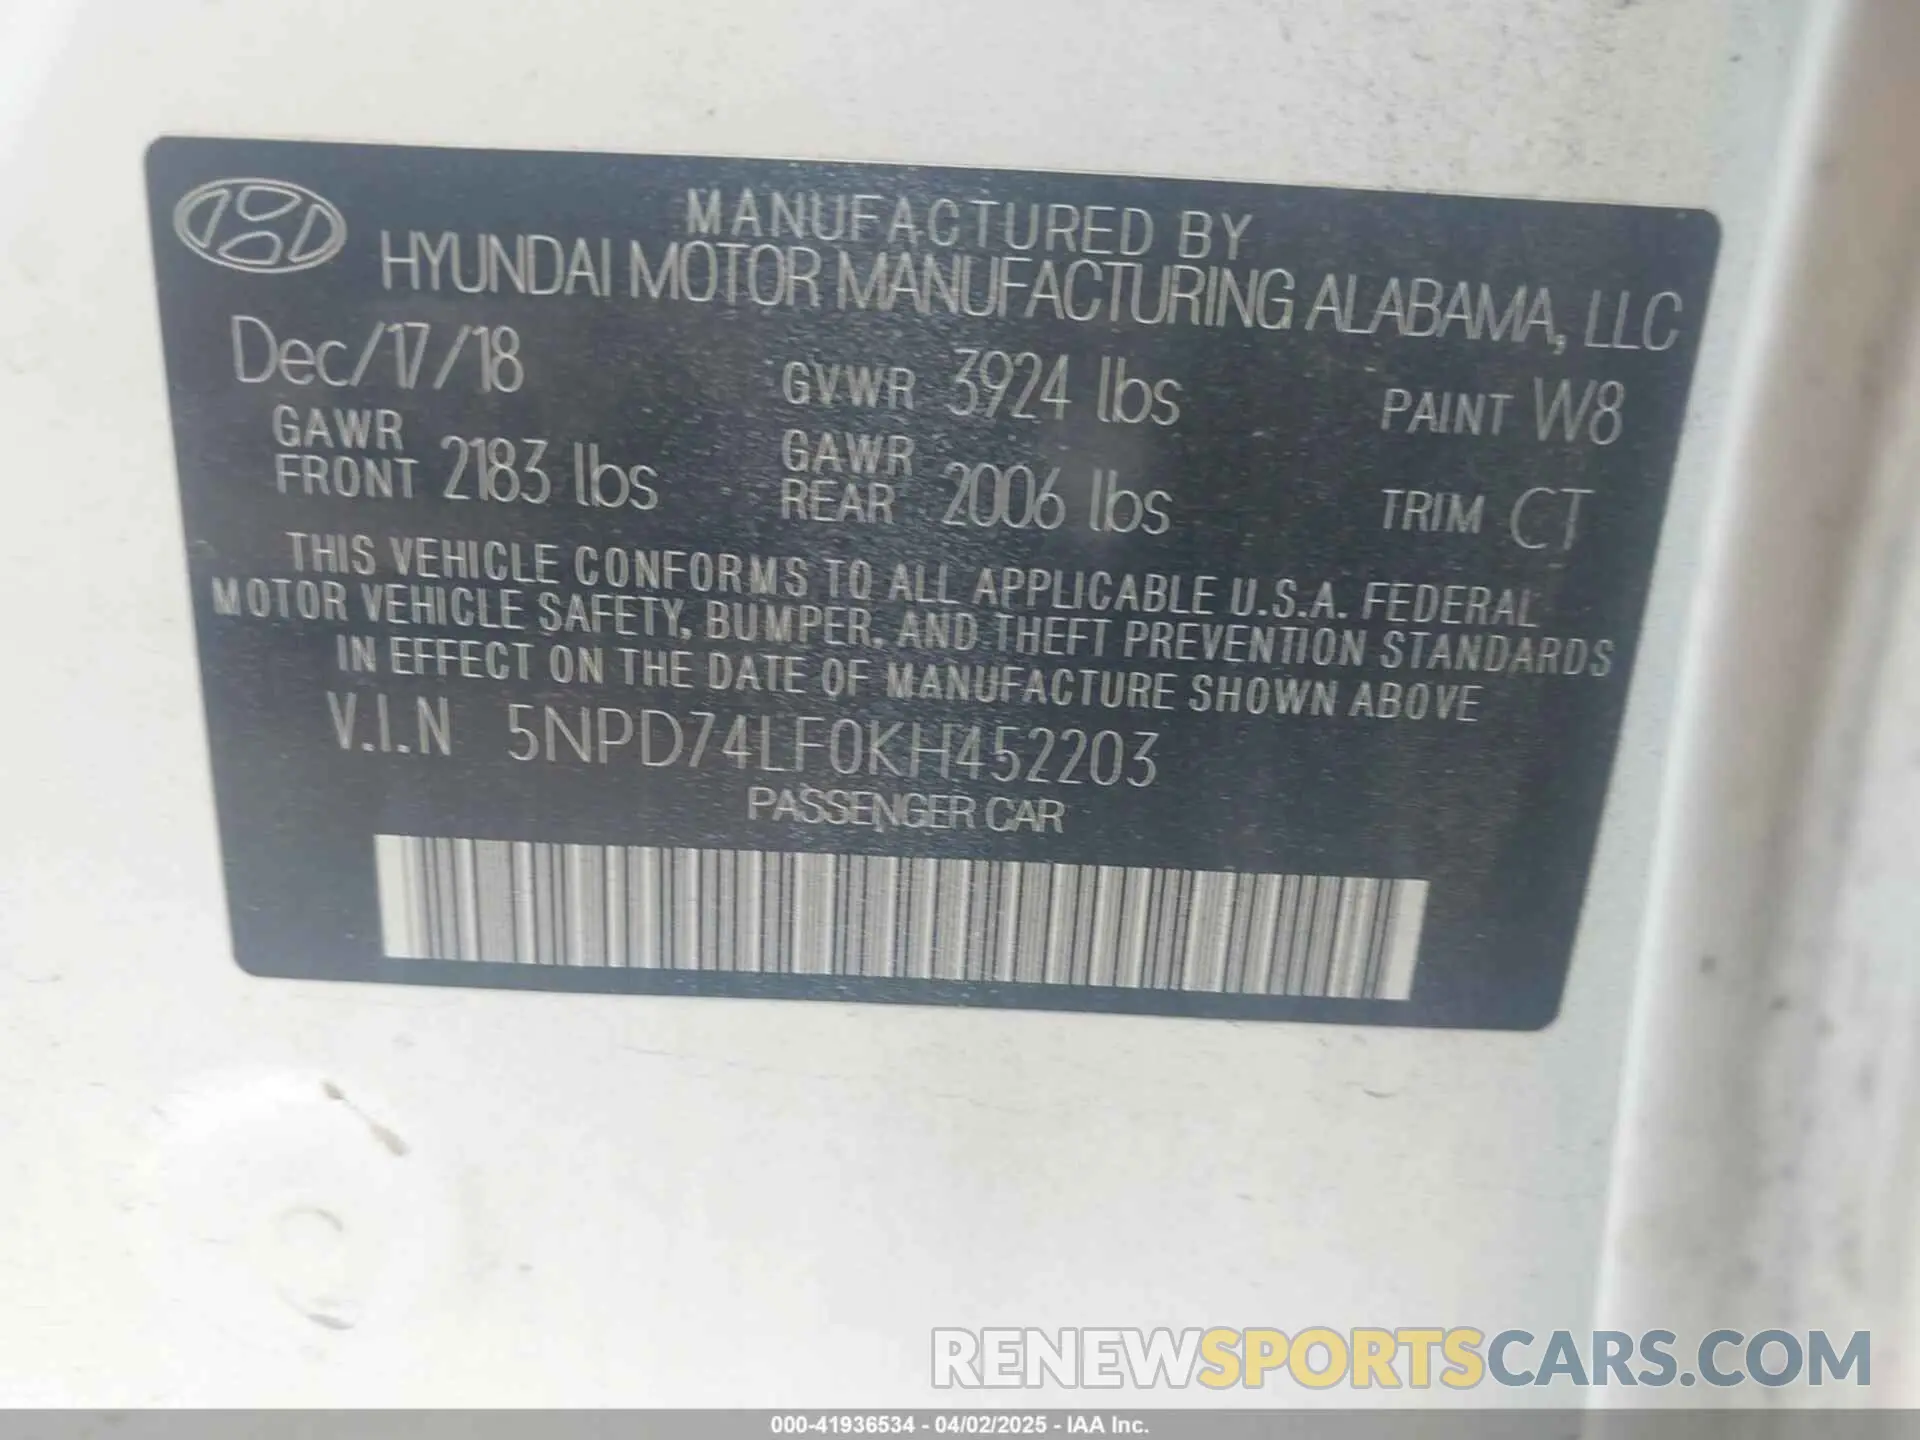 MANUFACTURED BY
HYUNDAI MOTOR MANUFACTURING ALABAMA, LLC
Dec/17/18 GVWR 3924 lbs PAINT W8
GAWR FRONT 2183 lbs GAWR REAR 2006 lbs TRIM CT
THIS VEHICLE CONFORMS TO ALL APPLICABLE U.S.A. FEDERAL
MOTOR VEHICLE SAFETY, BUMPER, AND THEFT PREVENTION STANDARDS
IN EFFECT ON THE DATE OF MANUFACTURE SHOWN ABOVE
V.I.N 5NPD74LF0KH452203
PASSENGER CAR
RENEWSPORTSCARS.COM
000-41936534 - 04/02/2025 - IAA Inc.